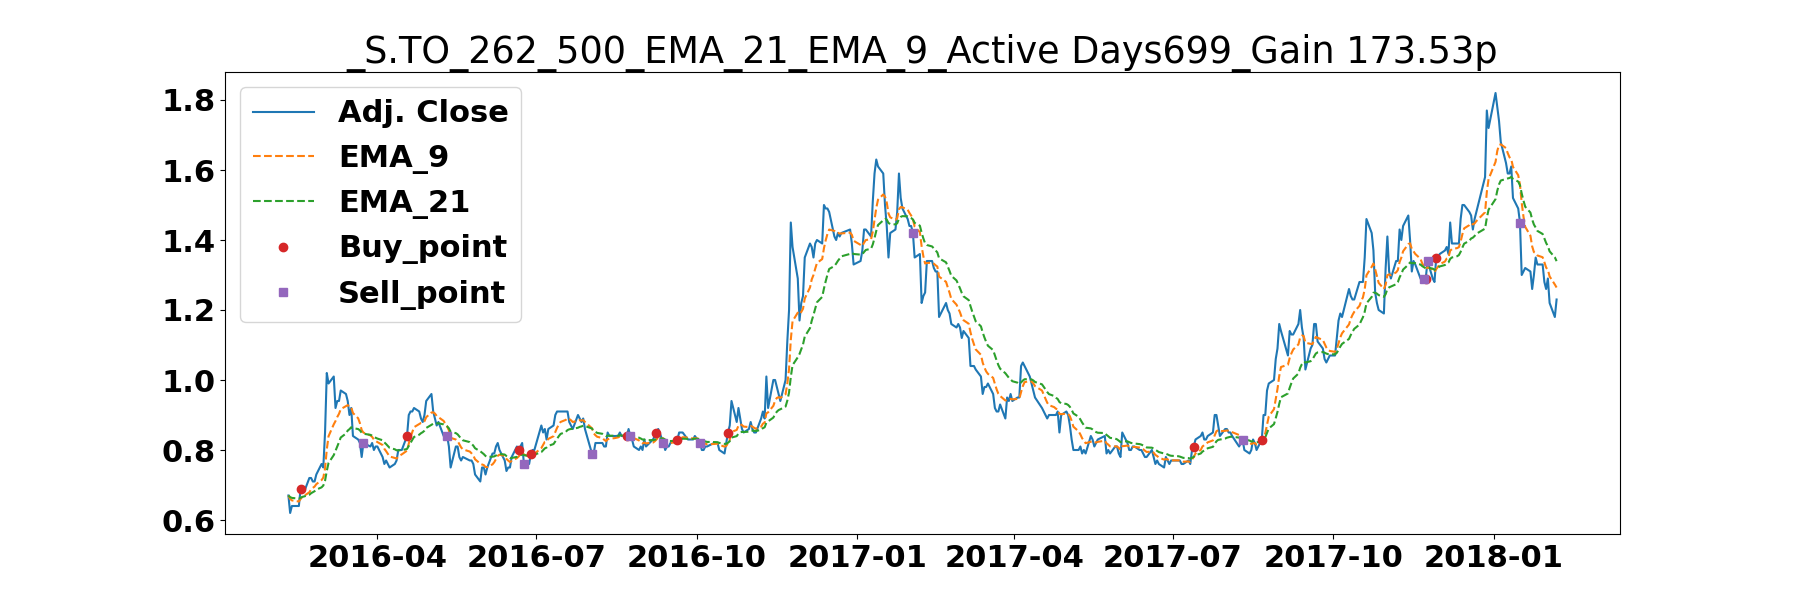 _S.TO_262_500_EMA_21_EMA_9_Active Days699_Gain 173.53p
1.8
1.6
1.4
1.2
1.0
0.8
0.6
Adj. Close
EMA_9
EMA_21
Buy_point
Sell_point
2016-04 2016-07 2016-10 2017-01 2017-04 2017-07 2017-10 2018-01